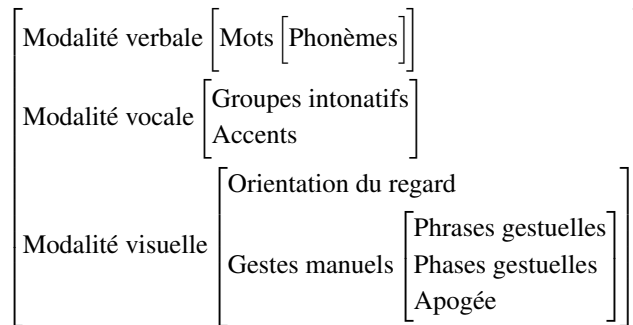 Modalité verbale Mots Phonèmes
Modalité vocale Groupes intonatifs
Accents
Modalité visuelle Orientation du regard
Gestes manuels Phrases gestuelles
Phases gestuelles
Apogée